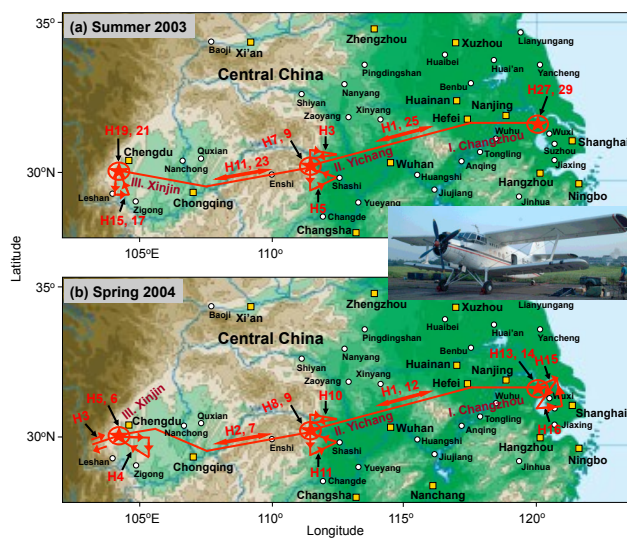 35°
(a) Summer 2003
Baoji
Xi'an
Zhengzhou
Xuzhou
Lianyungang
Pingdingshan
Huaibei
Huai'an
Yancheng
Central China
Nanyang
Benbu
Shiyan
Zaoyang
Xinyang
Huainan
Nanjing
H27, 29
H19, 21
Chengdu
Quxian
Nanchong
H7, 9
H3
H1, 25
Hefei
Wuhu
Wuxi
Shanghai
I. Changzhou
Suzhou
II. Yichang
Wuhan
Tongling
Jiaxing
30°N
III. Xinjin
H11, 23
Enshi
Shashi
Huangshi
Anqing
Hangzhou
Leshan
Zigong
Chongqing
H15, 17
H5
Yueyang
Jiujiang
Jinhua
Ningbo
Changde
Changsha
105°E
110°
Latitude
35°
(b) Spring 2004
Baoji
Xi'an
Zhengzhou
Xuzhou
Lianyungang
Pingdingshan
Huaibei
Huai'an
Yancheng
Central China
Nanyang
Shiyan
Zaoyang
Xinyang
Huainan
Nanjing
H13, 14
H15
H5, 6
III. Xinjin
H3
Chengdu
Quxian
Nanchong
H8, 9
H10
H1, 12
Hefei
Wuxi
Shanghai
I. Changzhou
II. Yichang
Wuhan
Tongling
Jiaxing
30°N
H2, 7
Enshi
Shashi
Huangshi
Anqing
Hangzhou
Leshan
H4
Zigong
Chongqing
H11
Yueyang
Jiujiang
Jinhua
Ningbo
Changde
Changsha
Nanchang
105°E
110°
115°
120°
Longitude